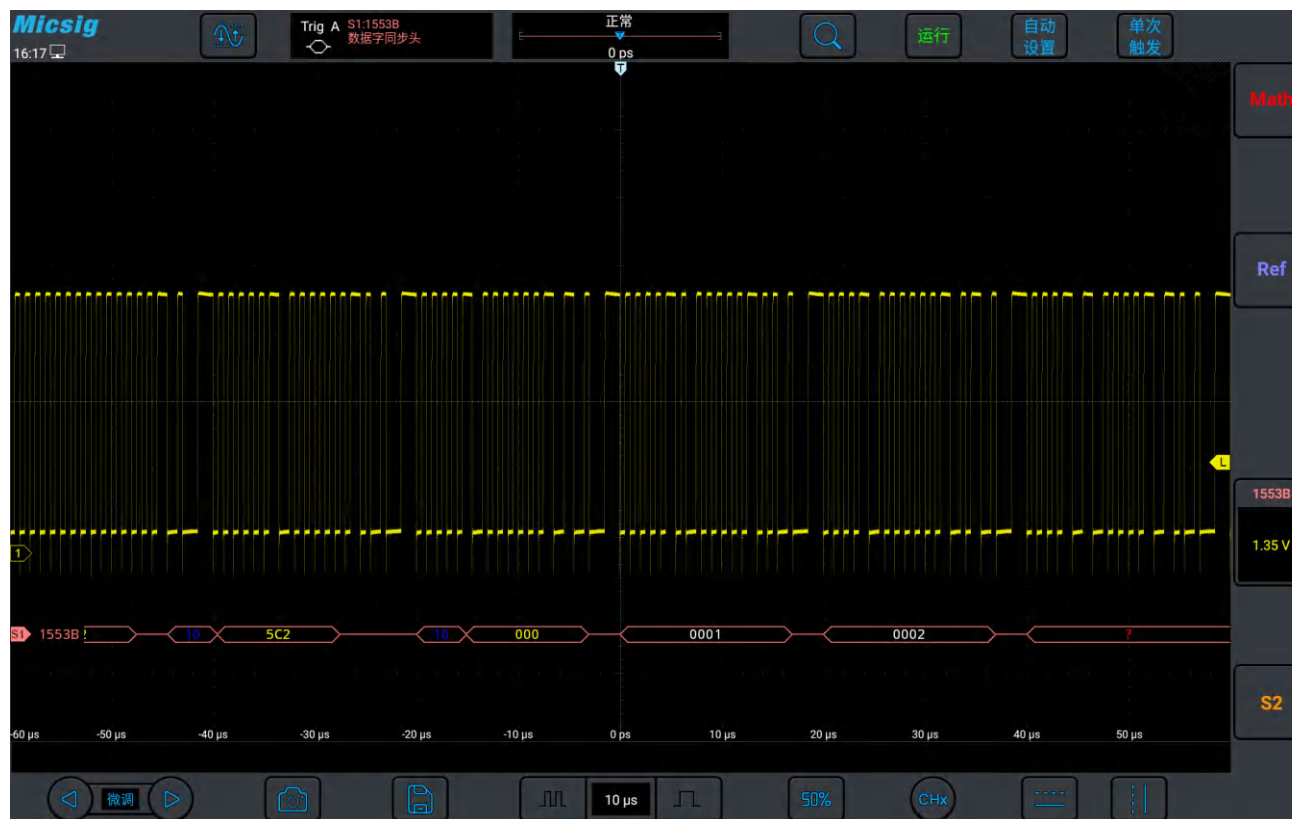 Micsig
16:17
Trig A S1:1553B
数据字同步头
正常
0 ps
T
运行
自动
设置
单次
触发
Math
Ref
L
1553B
1.35 V
1
S1 1553B 10 5C2 10 000 0001 0002 ?
S2
-60 µs -50 µs -40 µs -30 µs -20 µs -10 µs 0 ps 10 µs 20 µs 30 µs 40 µs 50 µs
微调
10 µs
50%
CHx